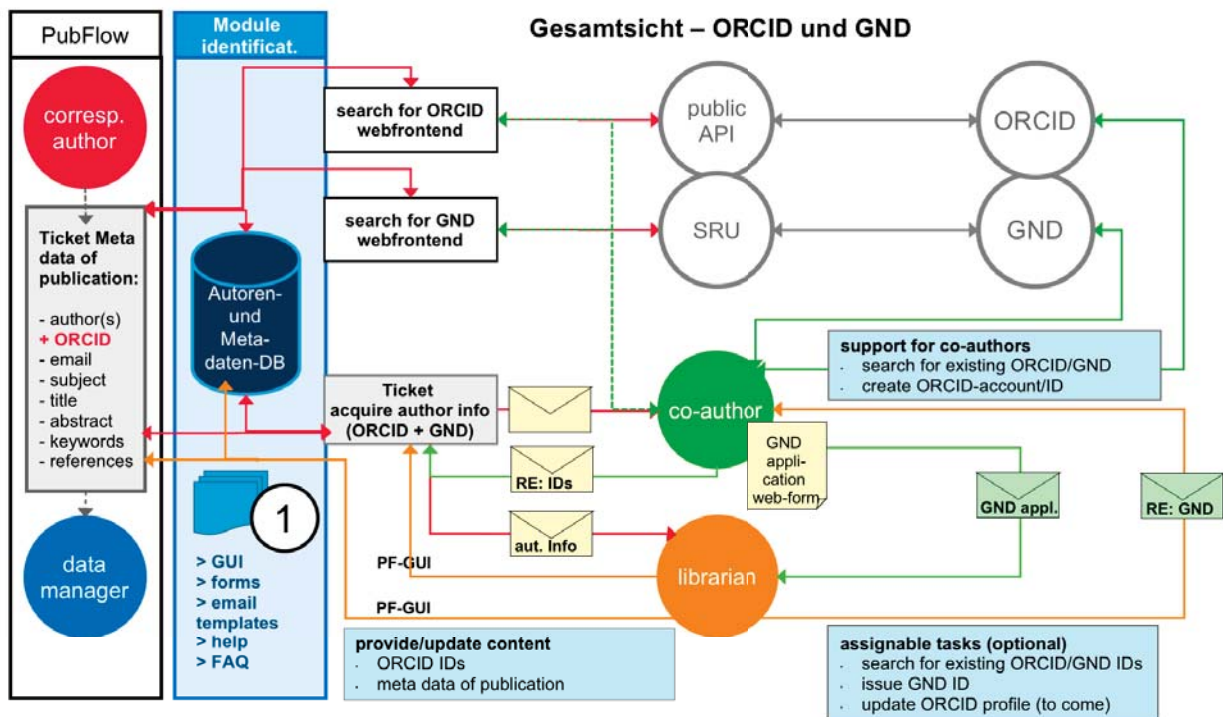 PubFlow
Module
identificat.
Gesamtsicht – ORCID und GND
corresp.
author
search for ORCID
webfrontend
public
API
ORCID
search for GND
webfrontend
SRU
GND
Ticket Meta
data of
publication:
- author(s)
+ ORCID
- email
- subject
- title
- abstract
- keywords
- references
Autoren-
und
Meta-
daten-DB
support for co-authors
· search for existing ORCID/GND
· create ORCID-account/ID
Ticket
acquire author info
(ORCID + GND)
co-author
RE: IDs
GND
appli-
cation
web-form
GND appl.
RE: GND
1
aut. Info
data
manager
> GUI
> forms
> email
templates
> help
> FAQ
PF-GUI
librarian
PF-GUI
provide/update content
· ORCID IDs
· meta data of publication
assignable tasks (optional)
· search for existing ORCID/GND IDs
· issue GND ID
· update ORCID profile (to come)